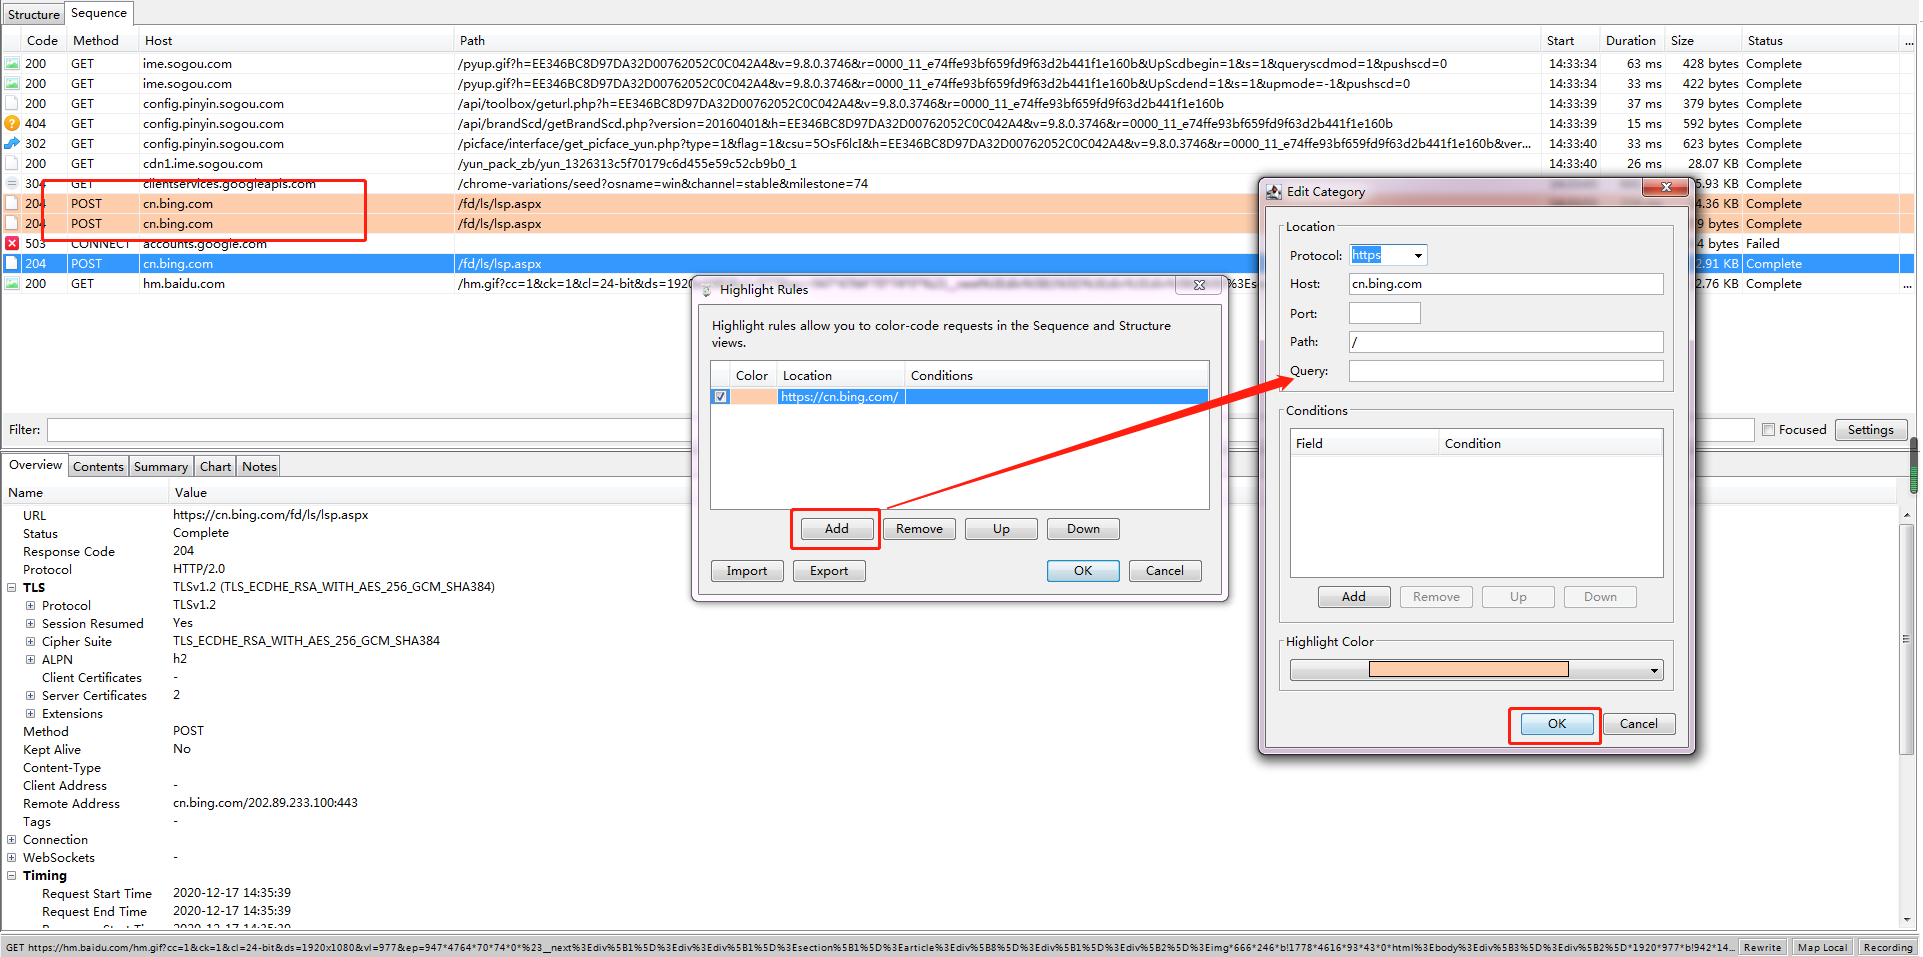 Structure Sequence
Code Method Host Path Start Duration Size Status ...
200 GET ime.sogou.com /pyup.gif?h=EE346BC8D97DA32D00762052C0C042A4&v=9.8.0.3746&r=0000_11_e74ffe93bf659fd9f63d2b441f1e160b&UpScdbegin=1&s=1&queryscdmod=1&pushscd=0 14:33:34 63 ms 428 bytes Complete
200 GET ime.sogou.com /pyup.gif?h=EE346BC8D97DA32D00762052C0C042A4&v=9.8.0.3746&r=0000_11_e74ffe93bf659fd9f63d2b441f1e160b&UpScdend=1&s=1&upmode=-1&pushscd=0 14:33:34 33 ms 422 bytes Complete
200 GET config.pinyin.sogou.com /api/toolbox/geturl.php?h=EE346BC8D97DA32D00762052C0C042A4&v=9.8.0.3746&r=0000_11_e74ffe93bf659fd9f63d2b441f1e160b 14:33:39 37 ms 379 bytes Complete
404 GET config.pinyin.sogou.com /api/brandScd/getBrandScd.php?version=20160401&h=EE346BC8D97DA32D00762052C0C042A4&v=9.8.0.3746&r=0000_11_e74ffe93bf659fd9f63d2b441f1e160b 14:33:39 15 ms 592 bytes Complete
302 GET config.pinyin.sogou.com /picface/interface/get_picface_yun.php?type=1&flag=1&csu=5OsF6lcI&h=EE346BC8D97DA32D00762052C0C042A4&v=9.8.0.3746&r=0000_11_e74ffe93bf659fd9f63d2b441f1e160b&ver... 14:33:40 33 ms 623 bytes Complete
200 GET cdn1.ime.sogou.com /yun_pack_zb/yun_1326313c5f70179c6d455e59c52cb9b0_1 14:33:40 26 ms 28.07 KB Complete
304 GET clientservices.googleapis.com /chrome-variations/seed?osname=win&channel=stable&milestone=74 5.93 KB Complete
204 POST cn.bing.com /fd/ls/lsp.aspx 4.36 KB Complete
204 POST cn.bing.com /fd/ls/lsp.aspx 9 bytes Complete
503 CONNECT accounts.google.com 4 bytes Failed
204 POST cn.bing.com /fd/ls/lsp.aspx 2.91 KB Complete
200 GET hm.baidu.com /hm.gif?cc=1&ck=1&cl=24-bit&ds=1920 2.76 KB Complete ...
Highlight Rules
Highlight rules allow you to color-code requests in the Sequence and Structure
views.
Color Location Conditions
https://cn.bing.com/
Add Remove Up Down
Import Export OK Cancel
Edit Category
Location
Protocol: https
Host: cn.bing.com
Port:
Path: /
Query:
Conditions
Field Condition
Add Remove Up Down
Highlight Color
OK Cancel
Filter: Focused Settings
Overview Contents Summary Chart Notes
Name Value
URL https://cn.bing.com/fd/ls/lsp.aspx
Status Complete
Response Code 204
Protocol HTTP/2.0
TLS TLSv1.2 (TLS_ECDHE_RSA_WITH_AES_256_GCM_SHA384)
Protocol TLSv1.2
Session Resumed Yes
Cipher Suite TLS_ECDHE_RSA_WITH_AES_256_GCM_SHA384
ALPN h2
Client Certificates -
Server Certificates 2
Extensions
Method POST
Kept Alive No
Content-Type
Client Address -
Remote Address cn.bing.com/202.89.233.100:443
Tags -
Connection
WebSockets -
Timing
Request Start Time 2020-12-17 14:35:39
Request End Time 2020-12-17 14:35:39
GET https://hm.baidu.com/hm.gif?cc=1&ck=1&cl=24-bit&ds=1920x1080&vl=977&ep=947*4764*70*74*0*%23__next%3Ediv%5B1%5D%3Ediv%3Ediv%5B1%5D%3Esection%5B1%5D%3Earticle%3Ediv%5B8%5D%3Ediv%5B1%5D%3Ediv%5B2%5D%3Eimg*666*246*b!1778*4616*93*43*0*html%3Ebody%3Ediv%5B3%5D%3Ediv%5B2%5D*1920*977*b!942*14... Rewrite Map Local Recording